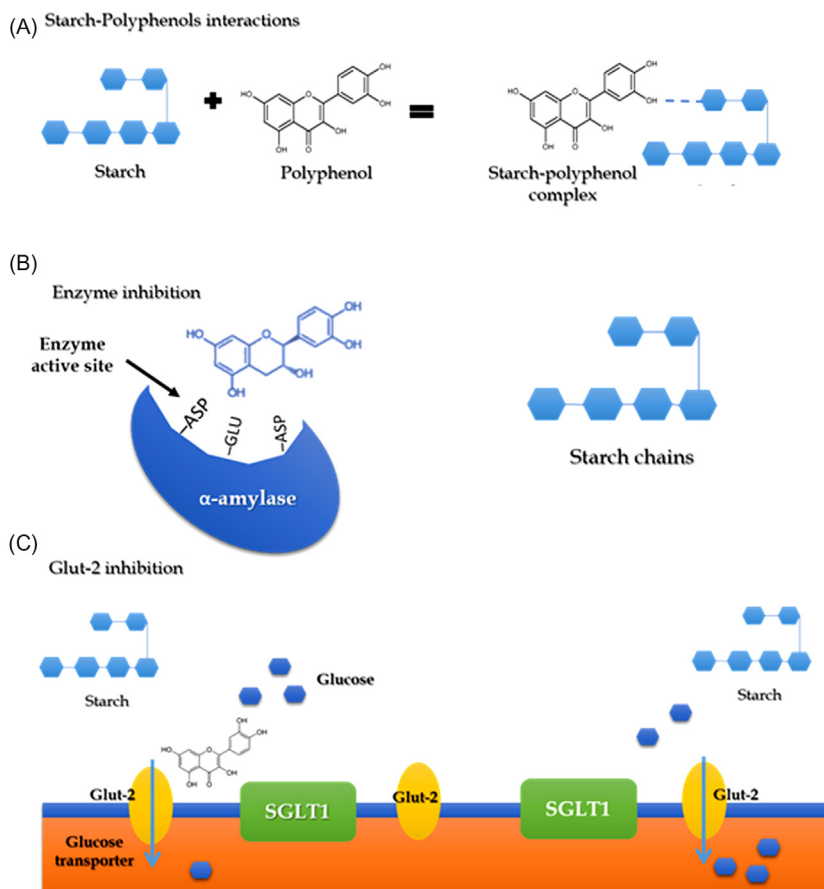 (A) Starch-Polyphenols interactions
OH
OH
HO
O
OH
OH
O
Starch
+
Polyphenol
=
OH
OH
HO
O
OH
OH
O
Starch-polyphenol
complex
(B)
Enzyme inhibition
Enzyme
active site
OH
OH
HO
O
OH
OH
–ASP
–GLU
–ASP
α-amylase
Starch chains
(C)
Glut-2 inhibition
Starch
Glucose
OH
OH
HO
O
OH
OH
O
Starch
Glut-2
SGLT1
Glut-2
SGLT1
Glut-2
Glucose
transporter